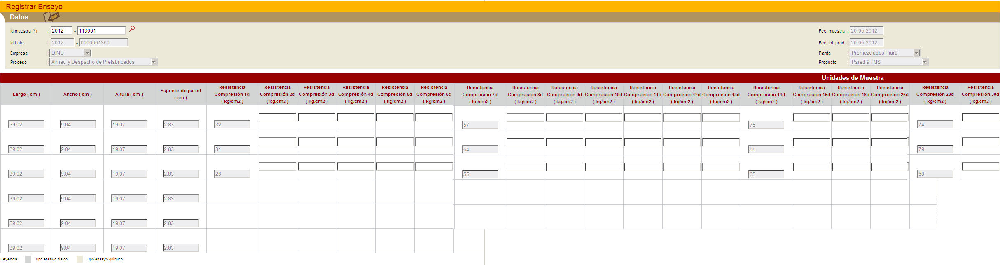 Registrar Ensayo
Datos
Id muestra (*) : 2012 - 113001 Fec. muestra : 20-05-2012
Id Lote : 2012 - 0000001360 Fec. ini. prod. : 20-05-2012
Empresa : DINO Planta : Premezclados Piura
Proceso : Almac. y Despacho de Prefabricados Producto : Pared 9 TMS
Unidades de Muestra
Largo ( cm ) Ancho ( cm ) Altura ( cm ) Espesor de pared ( cm ) Resistencia Compresión 1d ( kg/cm2 ) Resistencia Compresión 2d ( kg/cm2 ) Resistencia Compresión 3d ( kg/cm2 ) Resistencia Compresión 4d ( kg/cm2 ) Resistencia Compresión 5d ( kg/cm2 ) Resistencia Compresión 6d ( kg/cm2 ) Resistencia Compresión 7d ( kg/cm2 ) Resistencia Compresión 8d ( kg/cm2 ) Resistencia Compresión 9d ( kg/cm2 ) Resistencia Compresión 10d ( kg/cm2 ) Resistencia Compresión 11d ( kg/cm2 ) Resistencia Compresión 12d ( kg/cm2 ) Resistencia Compresión 13d ( kg/cm2 ) Resistencia Compresión 14d ( kg/cm2 ) Resistencia Compresión 15d ( kg/cm2 ) Resistencia Compresión 16d ( kg/cm2 ) Resistencia Compresión 26d ( kg/cm2 ) Resistencia Compresión 28d ( kg/cm2 ) Resistencia Compresión 30d ( kg/cm2 )
39.02 9.04 19.07 2.83 32 57 75 74
39.02 9.04 19.07 2.83 31 54 66 79
39.02 9.04 19.07 2.83 26 55 65 68
39.02 9.04 19.07 2.83
39.02 9.04 19.07 2.83
39.02 9.04 19.07 2.83
Leyenda: Tipo ensayo físico Tipo ensayo químico